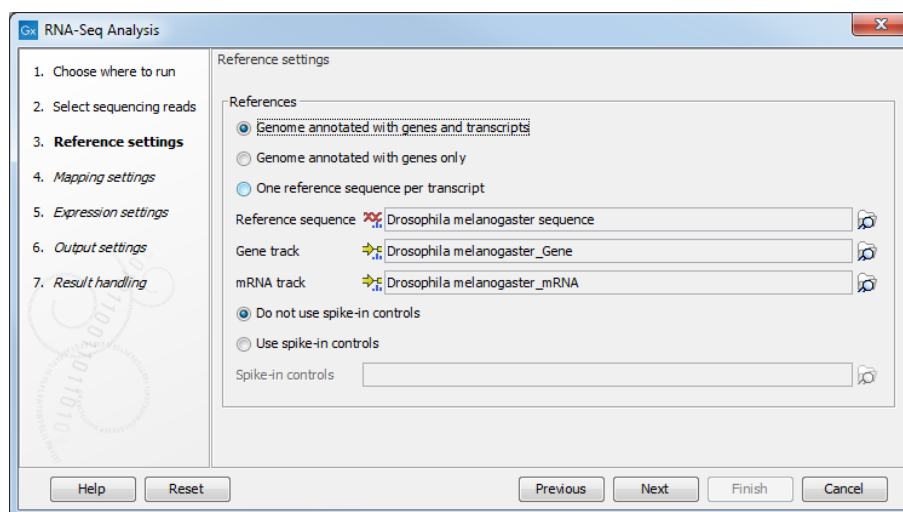 Gx RNA-Seq Analysis
1. Choose where to run
2. Select sequencing reads
3. Reference settings
4. Mapping settings
5. Expression settings
6. Output settings
7. Result handling
Reference settings
References
Genome annotated with genes and transcripts
Genome annotated with genes only
One reference sequence per transcript
Reference sequence Drosophila melanogaster sequence
Gene track Drosophila melanogaster_Gene
mRNA track Drosophila melanogaster_mRNA
Do not use spike-in controls
Use spike-in controls
Spike-in controls
Help Reset Previous Next Finish Cancel